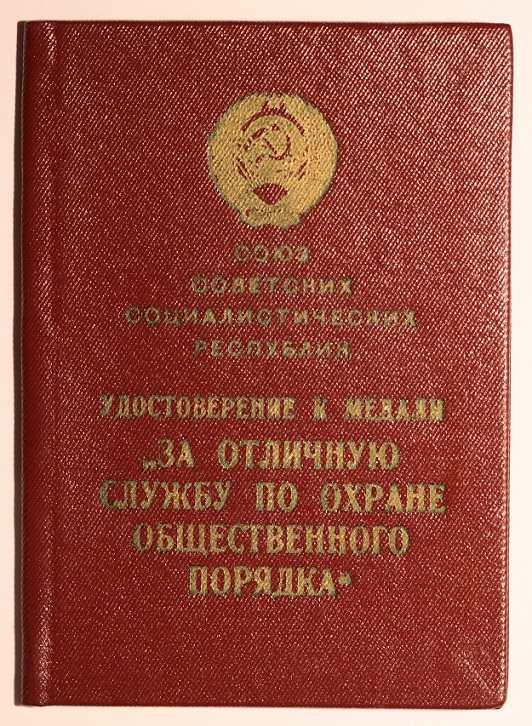 СОЮЗ
СОВЕТСКИХ
СОЦИАЛИСТИЧЕСКИХ
РЕСПУБЛИК
УДОСТОВЕРЕНИЕ К МЕДАЛИ
„ЗА ОТЛИЧНУЮ
СЛУЖБУ ПО ОХРАНЕ
ОБЩЕСТВЕННОГО
ПОРЯДКА"